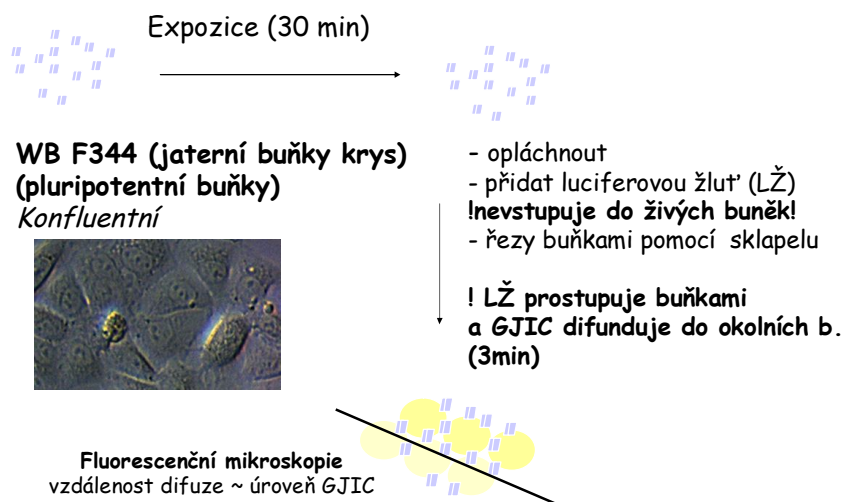 Expozice (30 min)
WB F344 (jaterní buňky krys)
(pluripotentní buňky)
Konfluentní
- opláchnout
- přidat luciferovou žluť (LŽ)
!nevstupuje do živých buněk!
- řezy buňkami pomocí sklapelu
! LŽ prostupuje buňkami
a GJIC difunduje do okolních b.
(3min)
Fluorescenční mikroskopie
vzdálenost difuze ~ úroveň GJIC